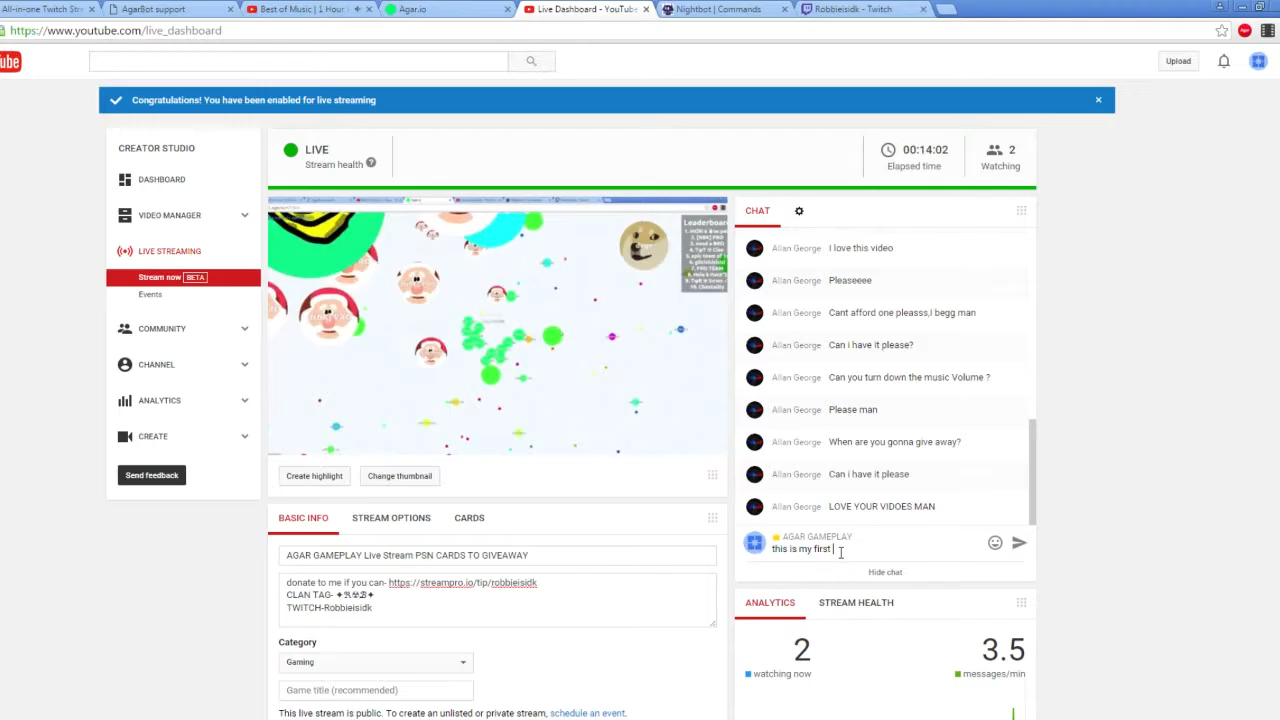 All-in-one Twitch Stre
AgarBot support
Best of Music | 1 Hour
Agar.io
Live Dashboard - YouTube
Nightbot | Commands
Robbieisidk - Twitch
https://www.youtube.com/live_dashboard
Upload
Congratulations! You have been enabled for live streaming
CREATOR STUDIO
DASHBOARD
VIDEO MANAGER
LIVE STREAMING
Stream now BETA
Events
COMMUNITY
CHANNEL
ANALYTICS
CREATE
Send feedback
LIVE
Stream health
00:14:02
Elapsed time
2
Watching
Leaderboard
Create highlight
Change thumbnail
BASIC INFO
STREAM OPTIONS
CARDS
AGAR GAMEPLAY Live Stream PSN CARDS TO GIVEAWAY
donate to me if you can- https://streampro.io/tip/robbieisidk
CLAN TAG-
TWITCH-Robbieisidk
Category
Gaming
Game title (recommended)
This live stream is public. To create an unlisted or private stream, schedule an event.
CHAT
Allan George I love this video
Allan George Pleaseeee
Allan George Cant afford one pleasss,I begg man
Allan George Can i have it please?
Allan George Can you turn down the music Volume ?
Allan George Please man
Allan George When are you gonna give away?
Allan George Can i have it please
Allan George LOVE YOUR VIDOES MAN
AGAR GAMEPLAY
this is my first
Hide chat
ANALYTICS
STREAM HEALTH
2
watching now
3.5
messages/min